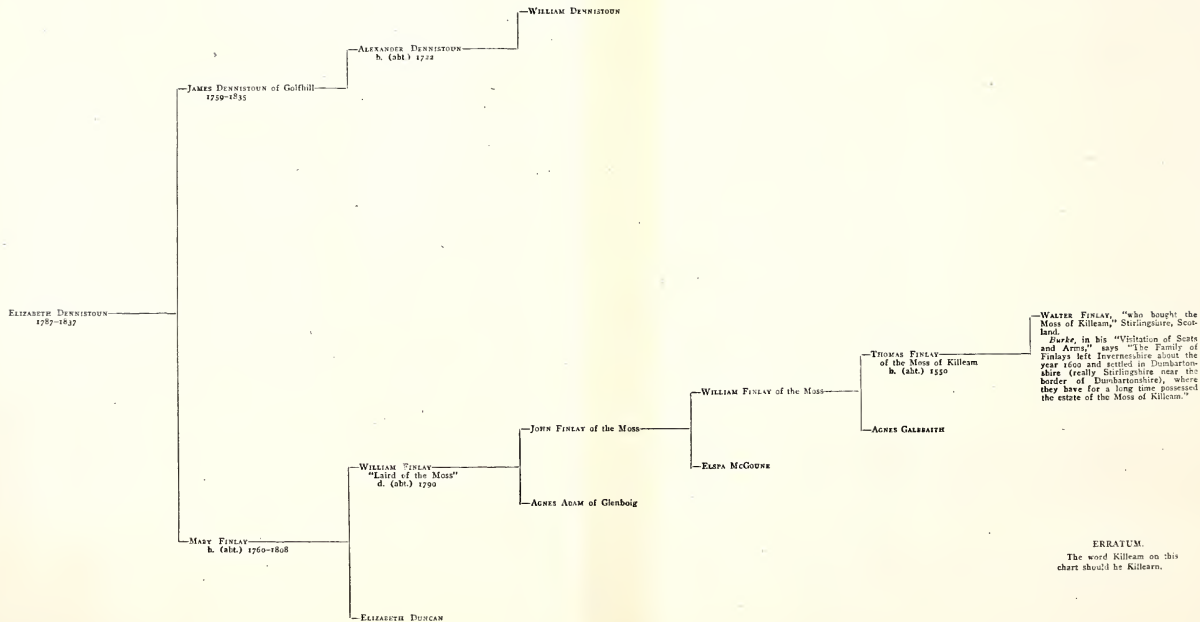 WILLIAM DENNISTOUN
ALEXANDER DENNISTOUN
b. (abt.) 1722
JAMES DENNISTOUN of Golfhill
1759-1835
ELIZABETH DENNISTOUN
1787-1837
WALTER FINLAY, "who bought the
Moss of Killeam," Stirlingshire, Scot-
land.
Burke, in his "Visitation of Seats
and Arms," says "The Family of
Finlays left Invernesshire about the
year 1600 and settled in Dumbarton-
shire (really Stirlingshire near the
border of Dumbartonshire), where
they have for a long time possessed
the estate of the Moss of Killeam."
THOMAS FINLAY
of the Moss of Killeam
b. (abt.) 1550
WILLIAM FINLAY of the Moss
AGNES GALBRAITH
JOHN FINLAY of the Moss
ELSPA McGOUNE
WILLIAM FINLAY
"Laird of the Moss"
d. (abt.) 1790
AGNES ADAM of Glenboig
MARY FINLAY
b. (abt.) 1760-1808
ELIZABETH DUNCAN
ERRATUM.
The word Killeam on this
chart should be Killearn.